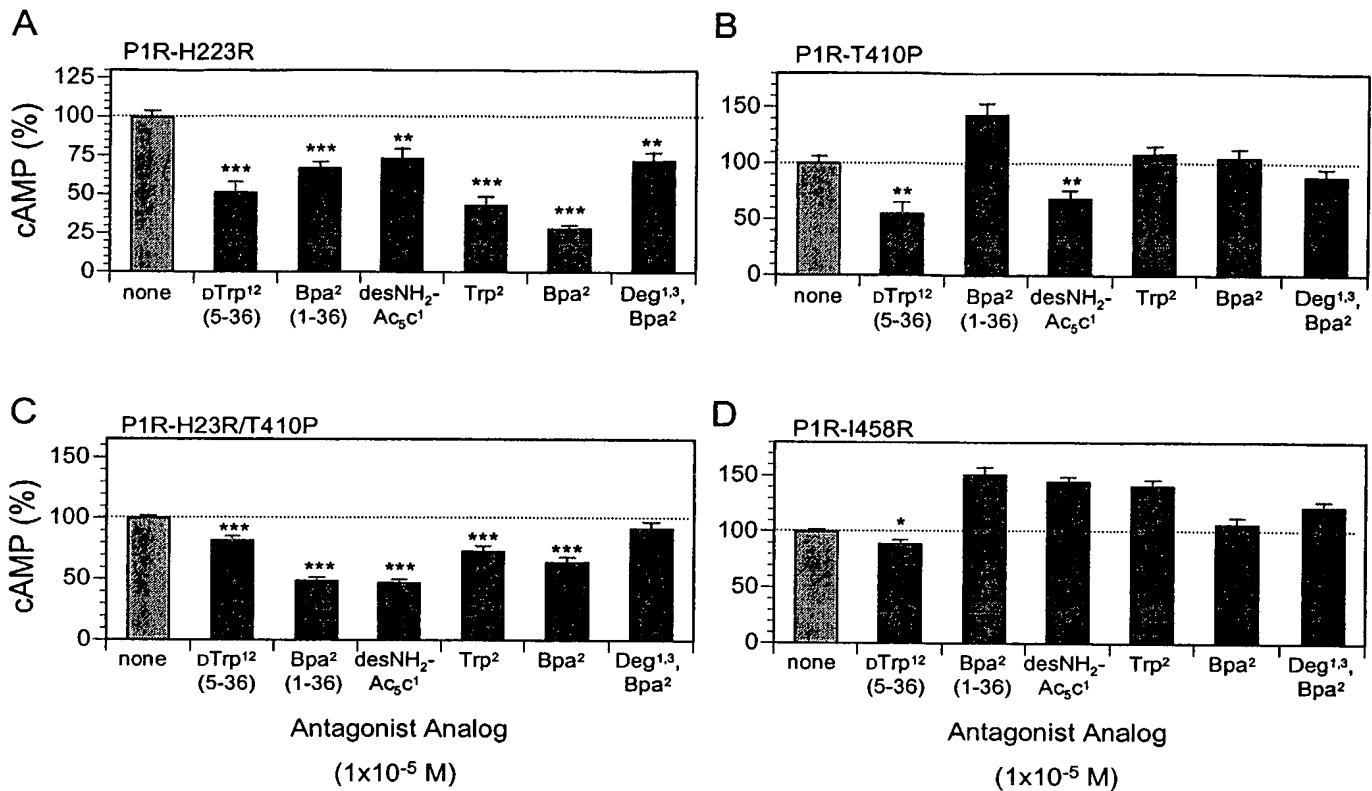 A
P1R-H223R
cAMP (%)
125
100
75
50
25
0
***
***
**
***
***
**
none
DTrp¹²
(5-36)
Bpa²
(1-36)
desNH₂-
Ac₅c¹
Trp²
Bpa²
Deg¹,³,
Bpa²
B
P1R-T410P
150
100
50
0
**
**
none
DTrp¹²
(5-36)
Bpa²
(1-36)
desNH₂-
Ac₅c¹
Trp²
Bpa²
Deg¹,³,
Bpa²
C
P1R-H23R/T410P
cAMP (%)
150
100
50
0
***
***
***
***
***
none
DTrp¹²
(5-36)
Bpa²
(1-36)
desNH₂-
Ac₅c¹
Trp²
Bpa²
Deg¹,³,
Bpa²
Antagonist Analog
(1x10⁻⁵ M)
D
P1R-I458R
150
100
50
0
*
none
DTrp¹²
(5-36)
Bpa²
(1-36)
desNH₂-
Ac₅c¹
Trp²
Bpa²
Deg¹,³,
Bpa²
Antagonist Analog
(1x10⁻⁵ M)